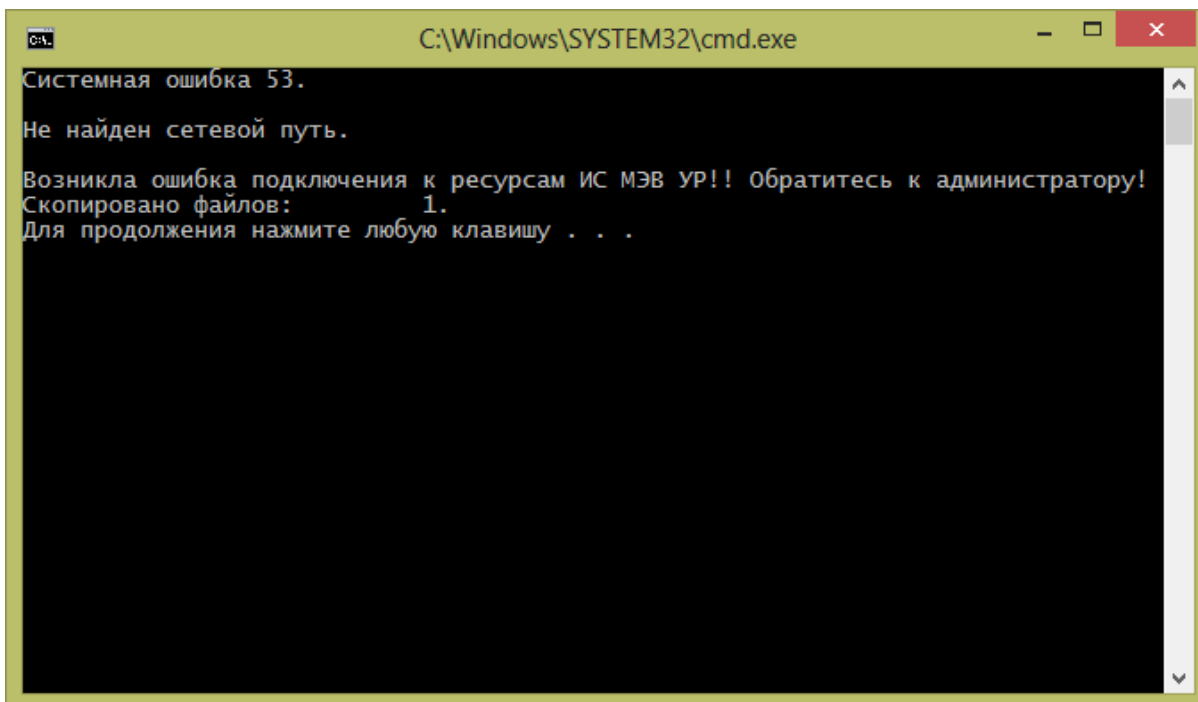 C:\Windows\SYSTEM32\cmd.exe
Системная ошибка 53.
Не найден сетевой путь.
Возникла ошибка подключения к ресурсам ИС МЭВ УР!! Обратитесь к администратору!
Скопировано файлов:         1.
Для продолжения нажмите любую клавишу . . .